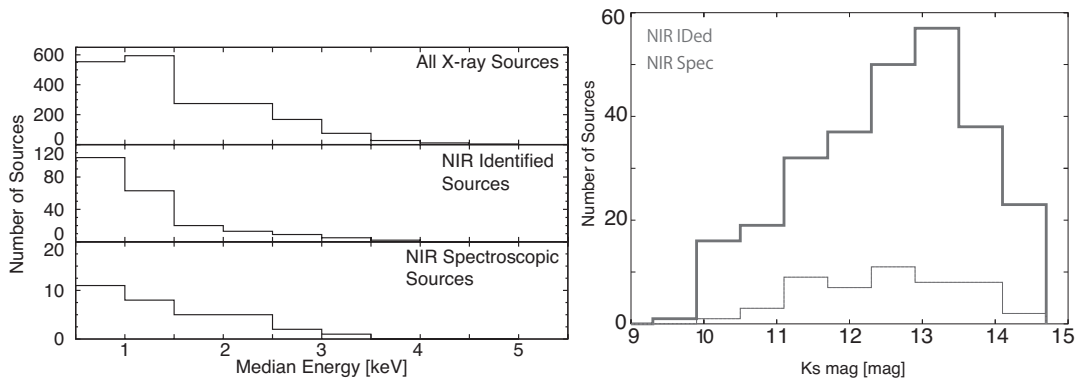 600
400
200
0
All X-ray Sources
120
80
40
0
NIR Identified
Sources
20
10
0
NIR Spectroscopic
Sources
Number of Sources
1 2 3 4 5
Median Energy [keV]
60
40
20
0
NIR IDed
NIR Spec
Number of Sources
9 10 11 12 13 14 15
Ks mag [mag]